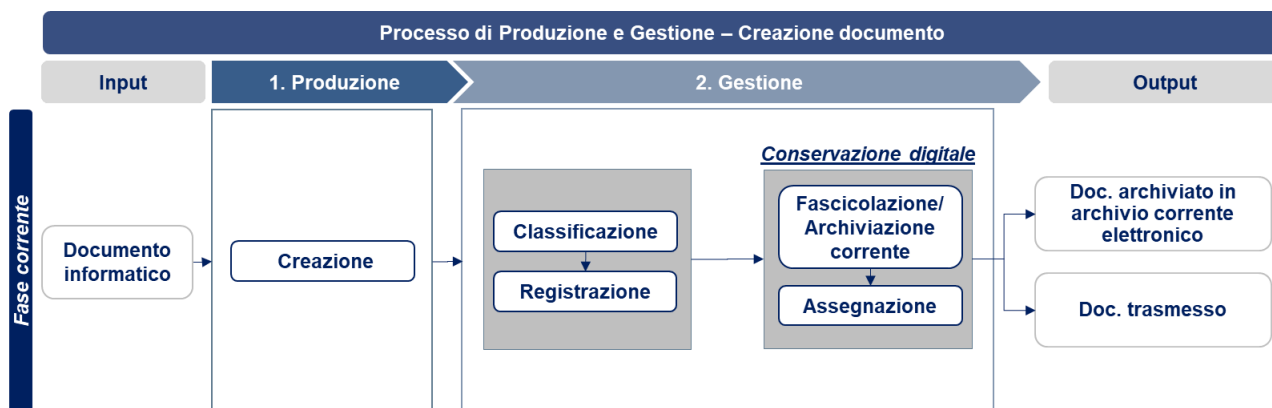 Processo di Produzione e Gestione – Creazione documento
Input
1. Produzione
2. Gestione
Output
Fase corrente
Documento
informatico
Creazione
Classificazione
Registrazione
Conservazione digitale
Fascicolazione/
Archiviazione
corrente
Assegnazione
Doc. archiviato in
archivio corrente
elettronico
Doc. trasmesso